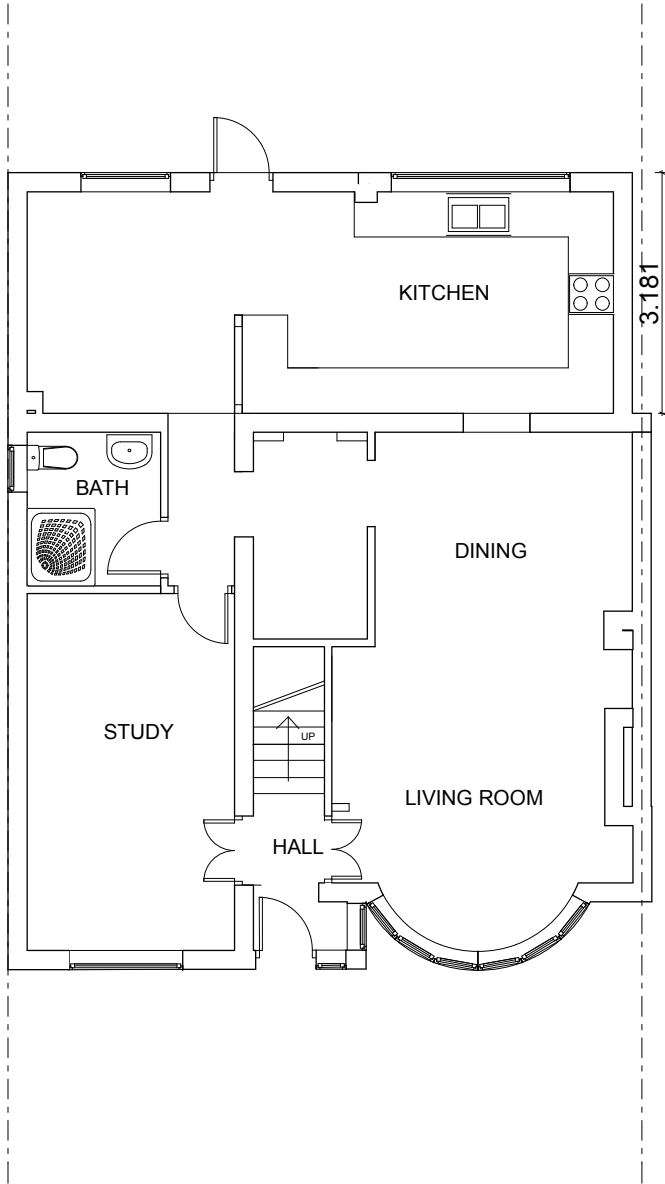 KITCHEN
3.181
BATH
DINING
STUDY
UP
LIVING ROOM
HALL